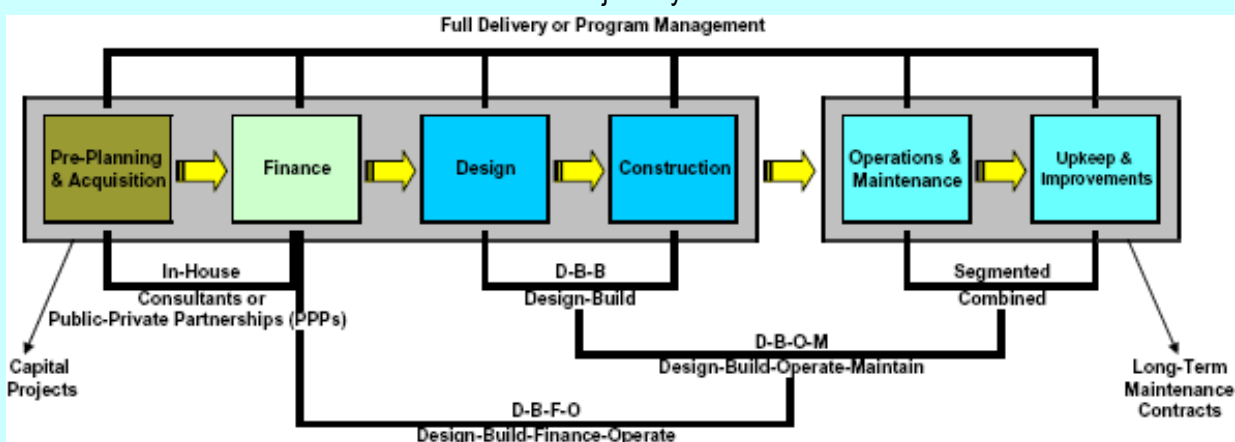 Full Delivery or Program Management
Pre-Planning
& Acquisition
Finance
Design
Construction
Operations &
Maintenance
Upkeep &
Improvements
In-House
Consultants or
Public-Private Partnerships (PPPs)
D-B-B
Design-Build
Segmented
Combined
D-B-O-M
Design-Build-Operate-Maintain
Capital
Projects
Long-Term
Maintenance
Contracts
D-B-F-O
Design-Build-Finance-Operate